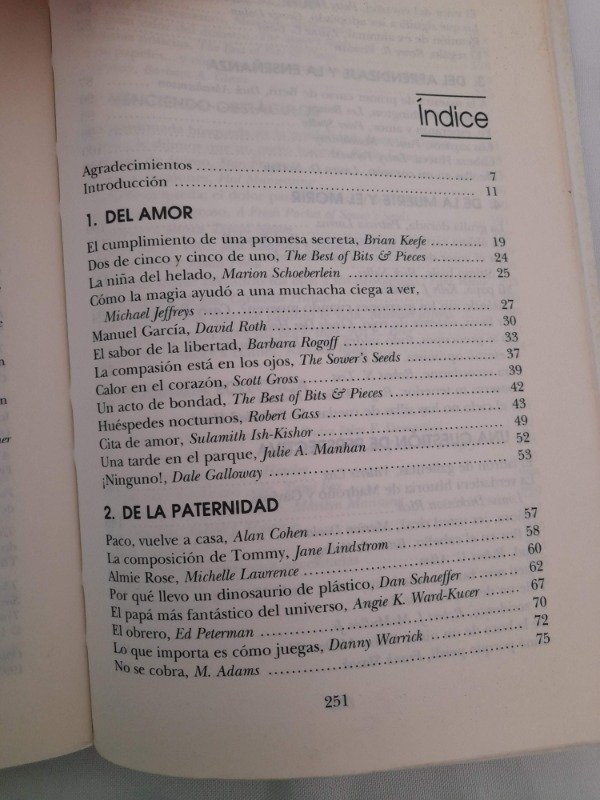 Índice
Agradecimientos 7
Introducción 11
1. DEL AMOR
El cumplimiento de una promesa secreta, Brian Keefe 19
Dos de cinco y cinco de uno, The Best of Bits & Pieces 24
La niña del helado, Marion Schoeberlein 25
Cómo la magia ayudó a una muchacha ciega a ver,
Michael Jeffreys 27
Manuel García, David Roth 30
El sabor de la libertad, Barbara Rogoff 33
La compasión está en los ojos, The Sower's Seeds 37
Calor en el corazón, Scott Gross 39
Un acto de bondad, The Best of Bits & Pieces 42
Huéspedes nocturnos, Robert Gass 43
Cita de amor, Sulamith Ish-Kishor 49
Una tarde en el parque, Julie A. Manhan 52
¡Ninguno!, Dale Galloway 53
2. DE LA PATERNIDAD
Paco, vuelve a casa, Alan Cohen 57
La composición de Tommy, Jane Lindstrom 58
Almie Rose, Michelle Lawrence 60
Por qué llevo un dinosaurio de plástico, Dan Schaeffer 62
El papá más fantástico del universo, Angie K. Ward-Kucer 67
El obrero, Ed Peterman 70
Lo que importa es cómo juegas, Danny Warrick 72
No se cobra, M. Adams 75
251